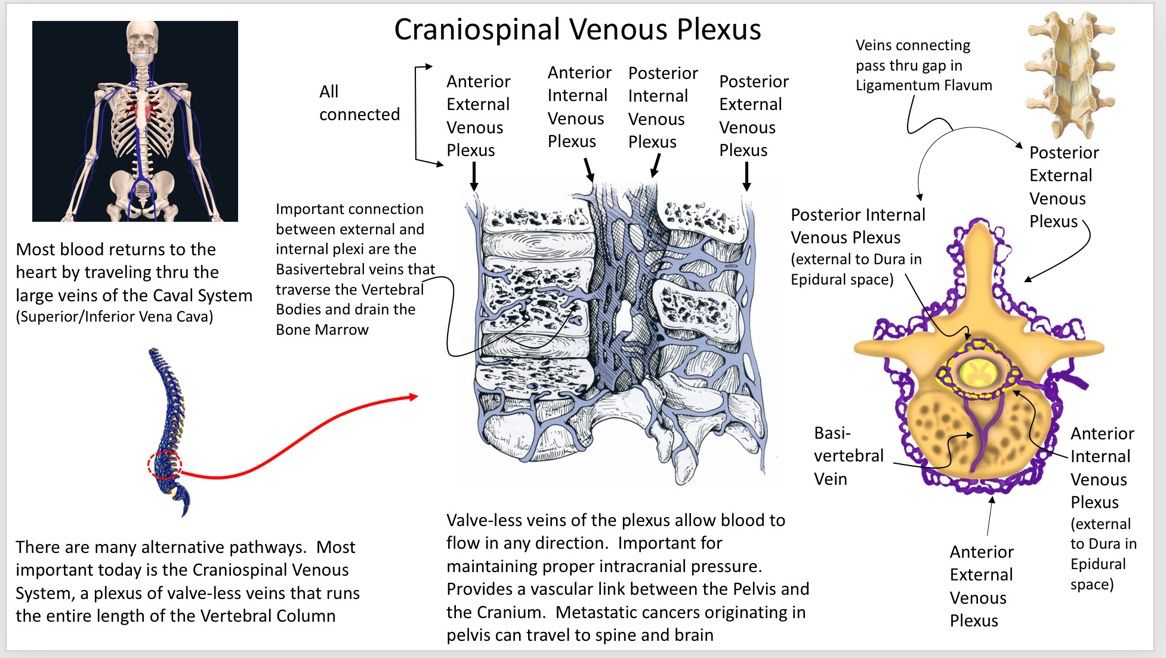 Craniospinal Venous Plexus
Most blood returns to the
heart by traveling thru the
large veins of the Caval System
(Superior/Inferior Vena Cava)
There are many alternative pathways.  Most
important today is the Craniospinal Venous
System, a plexus of valve-less veins that runs
the entire length of the Vertebral Column
All
connected
Anterior
External
Venous
Plexus
Anterior
Internal
Venous
Plexus
Posterior
Internal
Venous
Plexus
Posterior
External
Venous
Plexus
Important connection
between external and
internal plexi are the
Basivertebral veins that
traverse the Vertebral
Bodies and drain the
Bone Marrow
Valve-less veins of the plexus allow blood to
flow in any direction.  Important for
maintaining proper intracranial pressure.
Provides a vascular link between the Pelvis and
the Cranium.  Metastatic cancers originating in
pelvis can travel to spine and brain
Veins connecting
pass thru gap in
Ligamentum Flavum
Posterior
External
Venous
Plexus
Posterior Internal
Venous Plexus
(external to Dura in
Epidural space)
Basi-
vertebral
Vein
Anterior
Internal
Venous
Plexus
(external
to Dura in
Epidural
space)
Anterior
External
Venous
Plexus